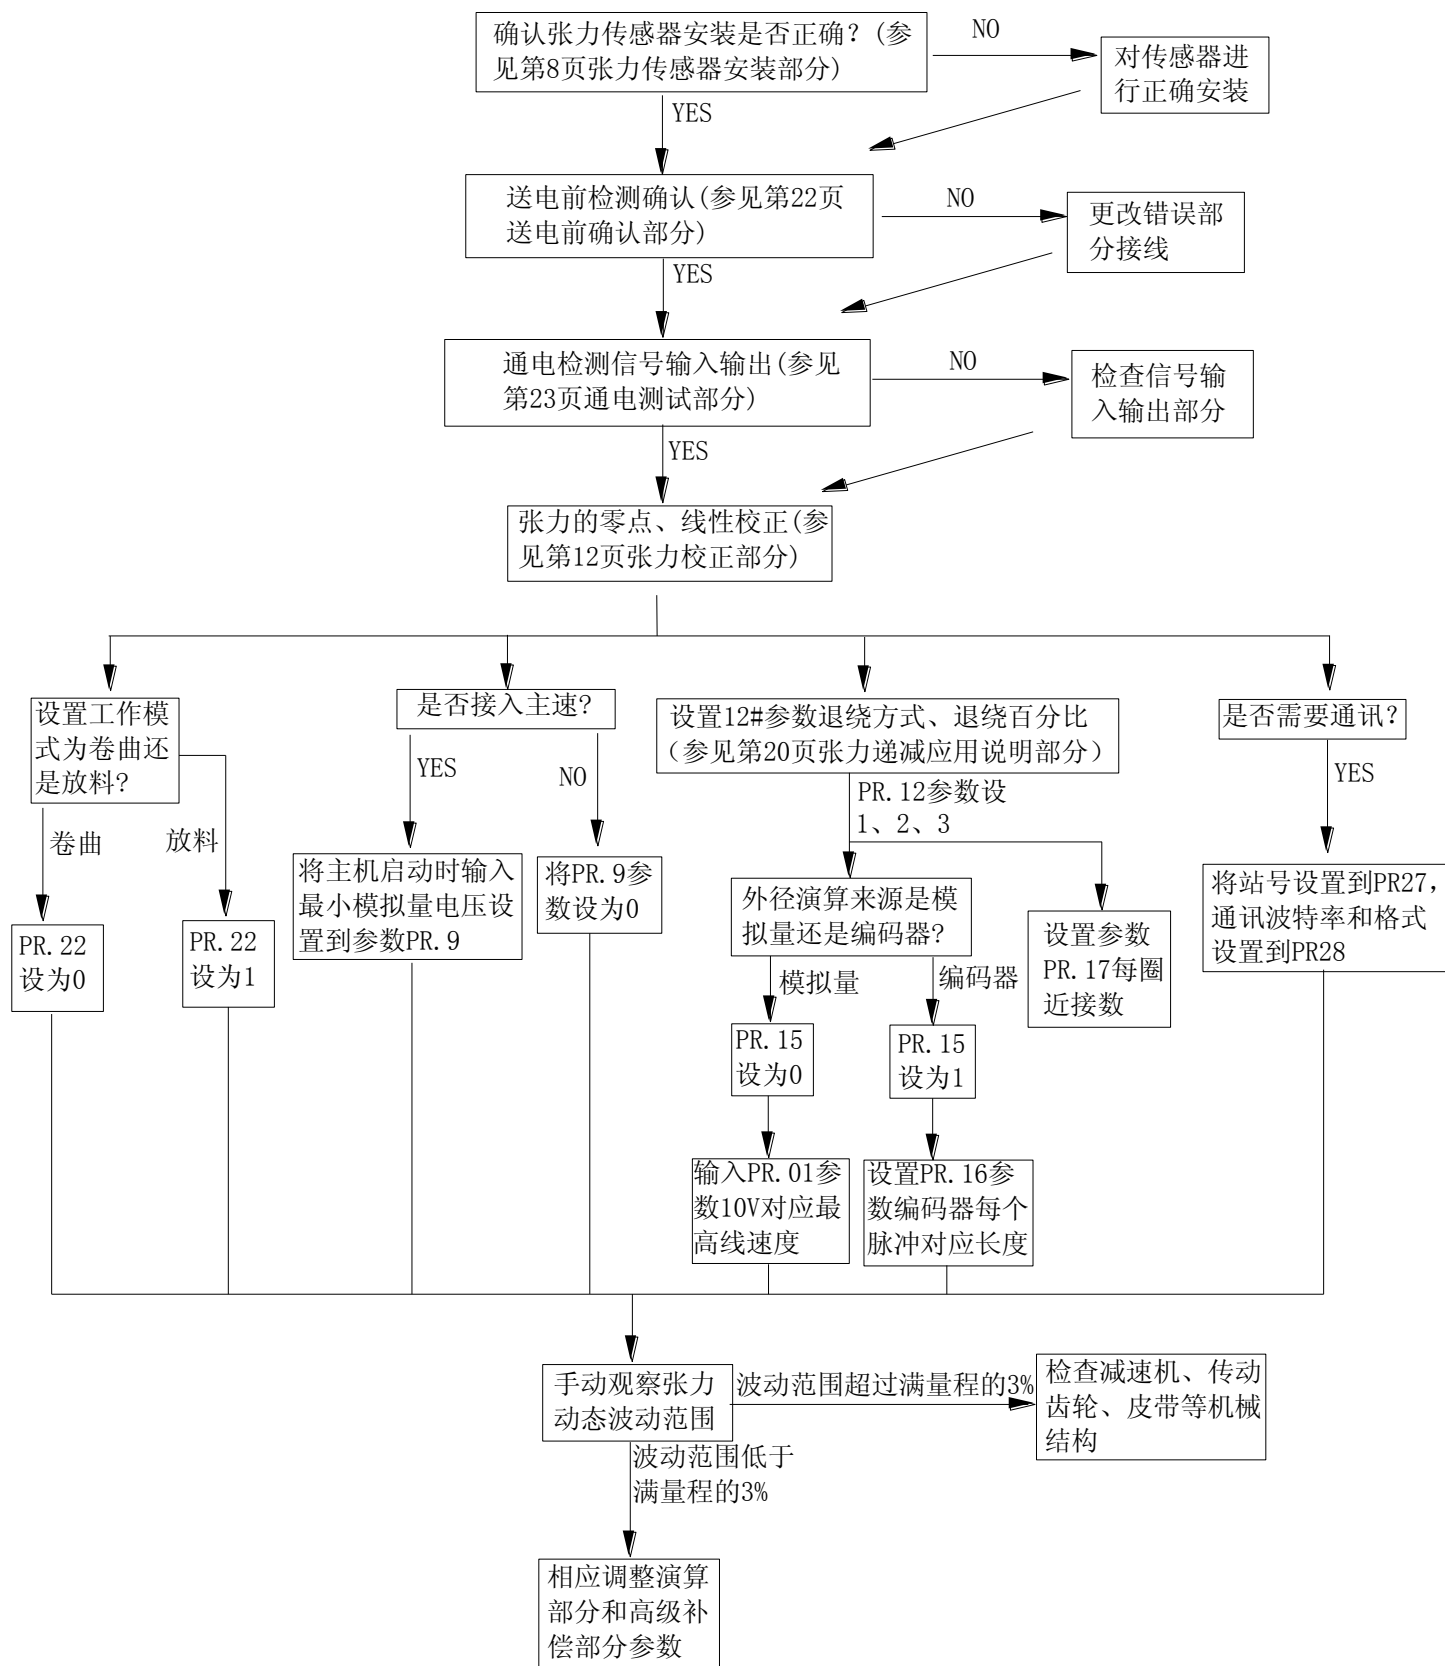 确认张力传感器安装是否正确？(参
见第8页张力传感器安装部分)
NO
对传感器进
行正确安装
YES
送电前检测确认(参见第22页
送电前确认部分)
NO
更改错误部
分接线
YES
通电检测信号输入输出(参见
第23页通电测试部分)
NO
检查信号输
入输出部分
YES
张力的零点、线性校正(参
见第12页张力校正部分)
设置工作模
式为卷曲还
是放料?
是否接入主速?
设置12#参数退绕方式、退绕百分比
（参见第20页张力递减应用说明部分）
是否需要通讯?
YES
NO
PR.12参数设
1、2、3
YES
卷曲
放料
将主机启动时输入
最小模拟量电压设
置到参数PR.9
将PR.9参
数设为0
外径演算来源是模
拟量还是编码器?
将站号设置到PR27,
通讯波特率和格式
设置到PR28
PR.22
设为0
PR.22
设为1
设置参数
PR.17每圈
近接数
模拟量
编码器
PR.15
设为0
PR.15
设为1
输入PR.01参
数10V对应最
高线速度
设置PR.16参
数编码器每个
脉冲对应长度
手动观察张力
动态波动范围
波动范围超过满量程的3%
检查减速机、传动
齿轮、皮带等机械
结构
波动范围低于
满量程的3%
相应调整演算
部分和高级补
偿部分参数